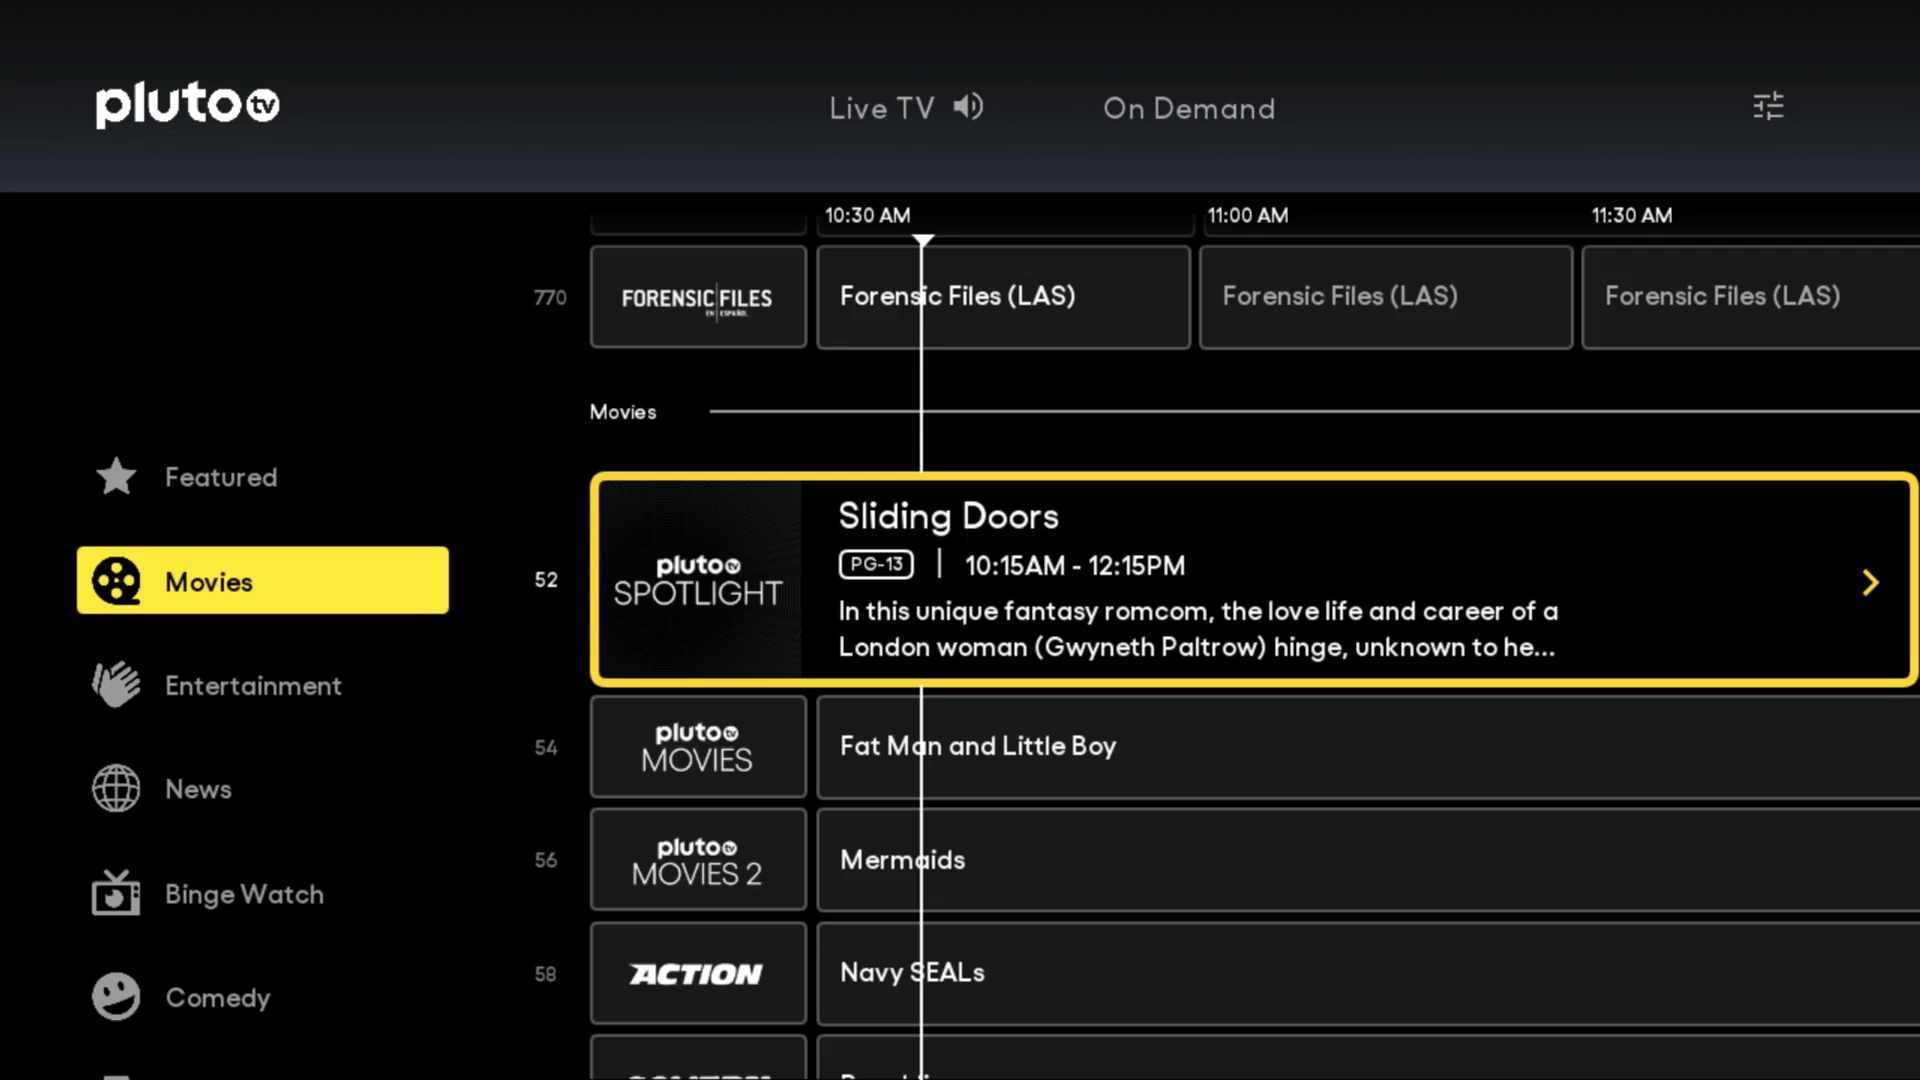 pluto tv
Live TV
On Demand
10:30 AM
11:00 AM
11:30 AM
770
FORENSIC FILES
EN ESPAÑOL
Forensic Files (LAS)
Forensic Files (LAS)
Forensic Files (LAS)
Movies
Featured
Movies
Entertainment
News
Binge Watch
Comedy
52
pluto tv
SPOTLIGHT
Sliding Doors
PG-13 | 10:15AM - 12:15PM
In this unique fantasy romcom, the love life and career of a
London woman (Gwyneth Paltrow) hinge, unknown to he...
54
pluto tv
MOVIES
Fat Man and Little Boy
56
pluto tv
MOVIES 2
Mermaids
58
ACTION
Navy SEALs